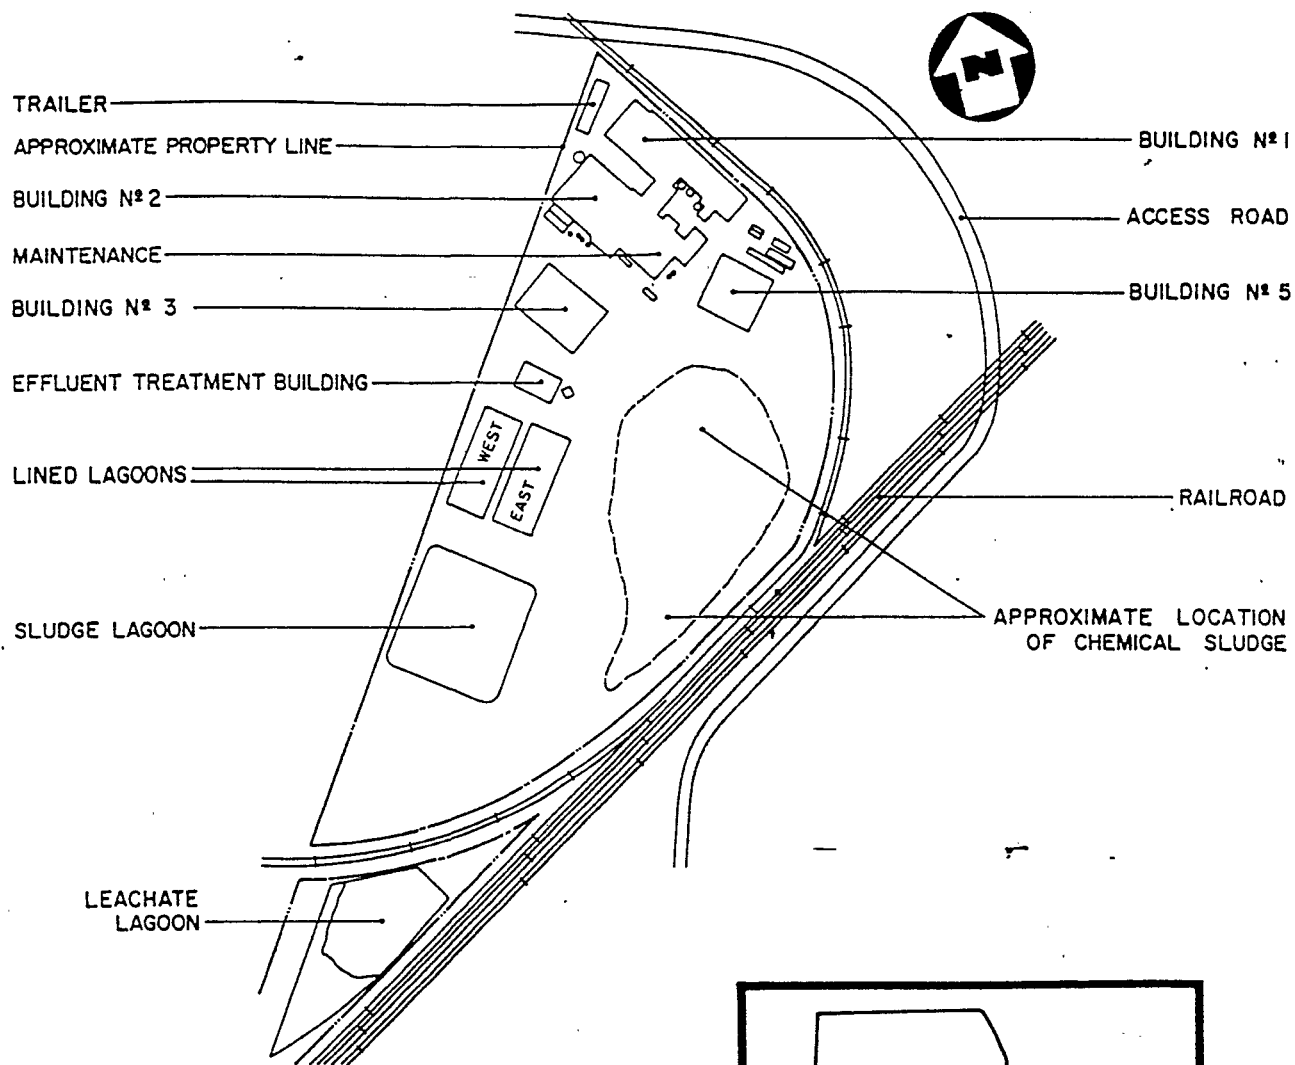 N
TRAILER
APPROXIMATE PROPERTY LINE
BUILDING Nº 2
MAINTENANCE
BUILDING Nº 3
EFFLUENT TREATMENT BUILDING
LINED LAGOONS
WEST
EAST
SLUDGE LAGOON
LEACHATE
LAGOON
BUILDING Nº 1
ACCESS ROAD
BUILDING Nº 5
RAILROAD
APPROXIMATE LOCATION
OF CHEMICAL SLUDGE